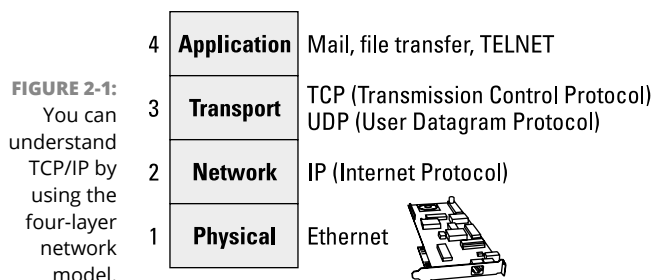 FIGURE 2-1:
You can
understand
TCP/IP by
using the
four-layer
network
model.
4 Application Mail, file transfer, TELNET
3 Transport TCP (Transmission Control Protocol)
UDP (User Datagram Protocol)
2 Network IP (Internet Protocol)
1 Physical Ethernet